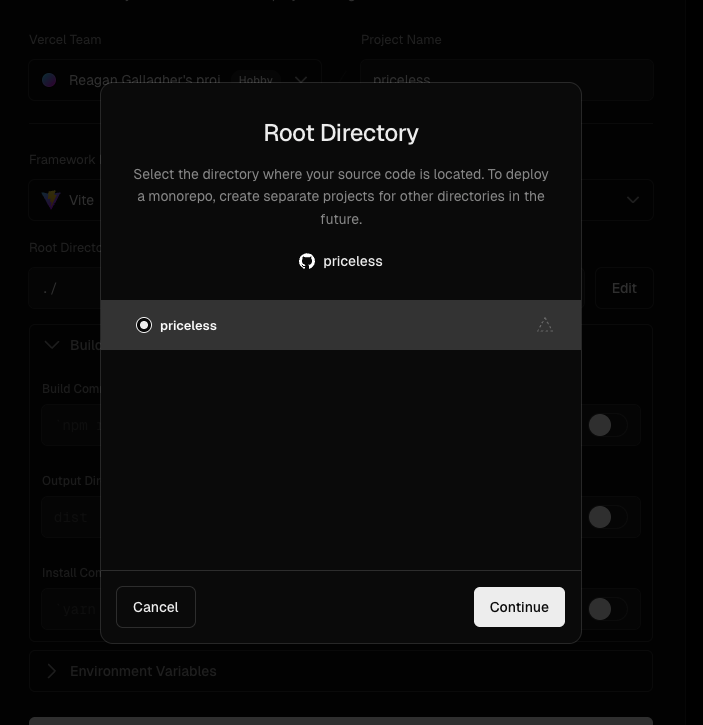 Vercel Team
Project Name
Reagan Gallagher's proj
Hobby
priceless
Root Directory
Select the directory where your source code is located. To deploy
a monorepo, create separate projects for other directories in the
future.
priceless
priceless
Framework
Vite
Root Directo
./
Edit
Build
Build Com
npm
Output Dir
dist
Install Con
yarn
Cancel
Continue
Environment Variables